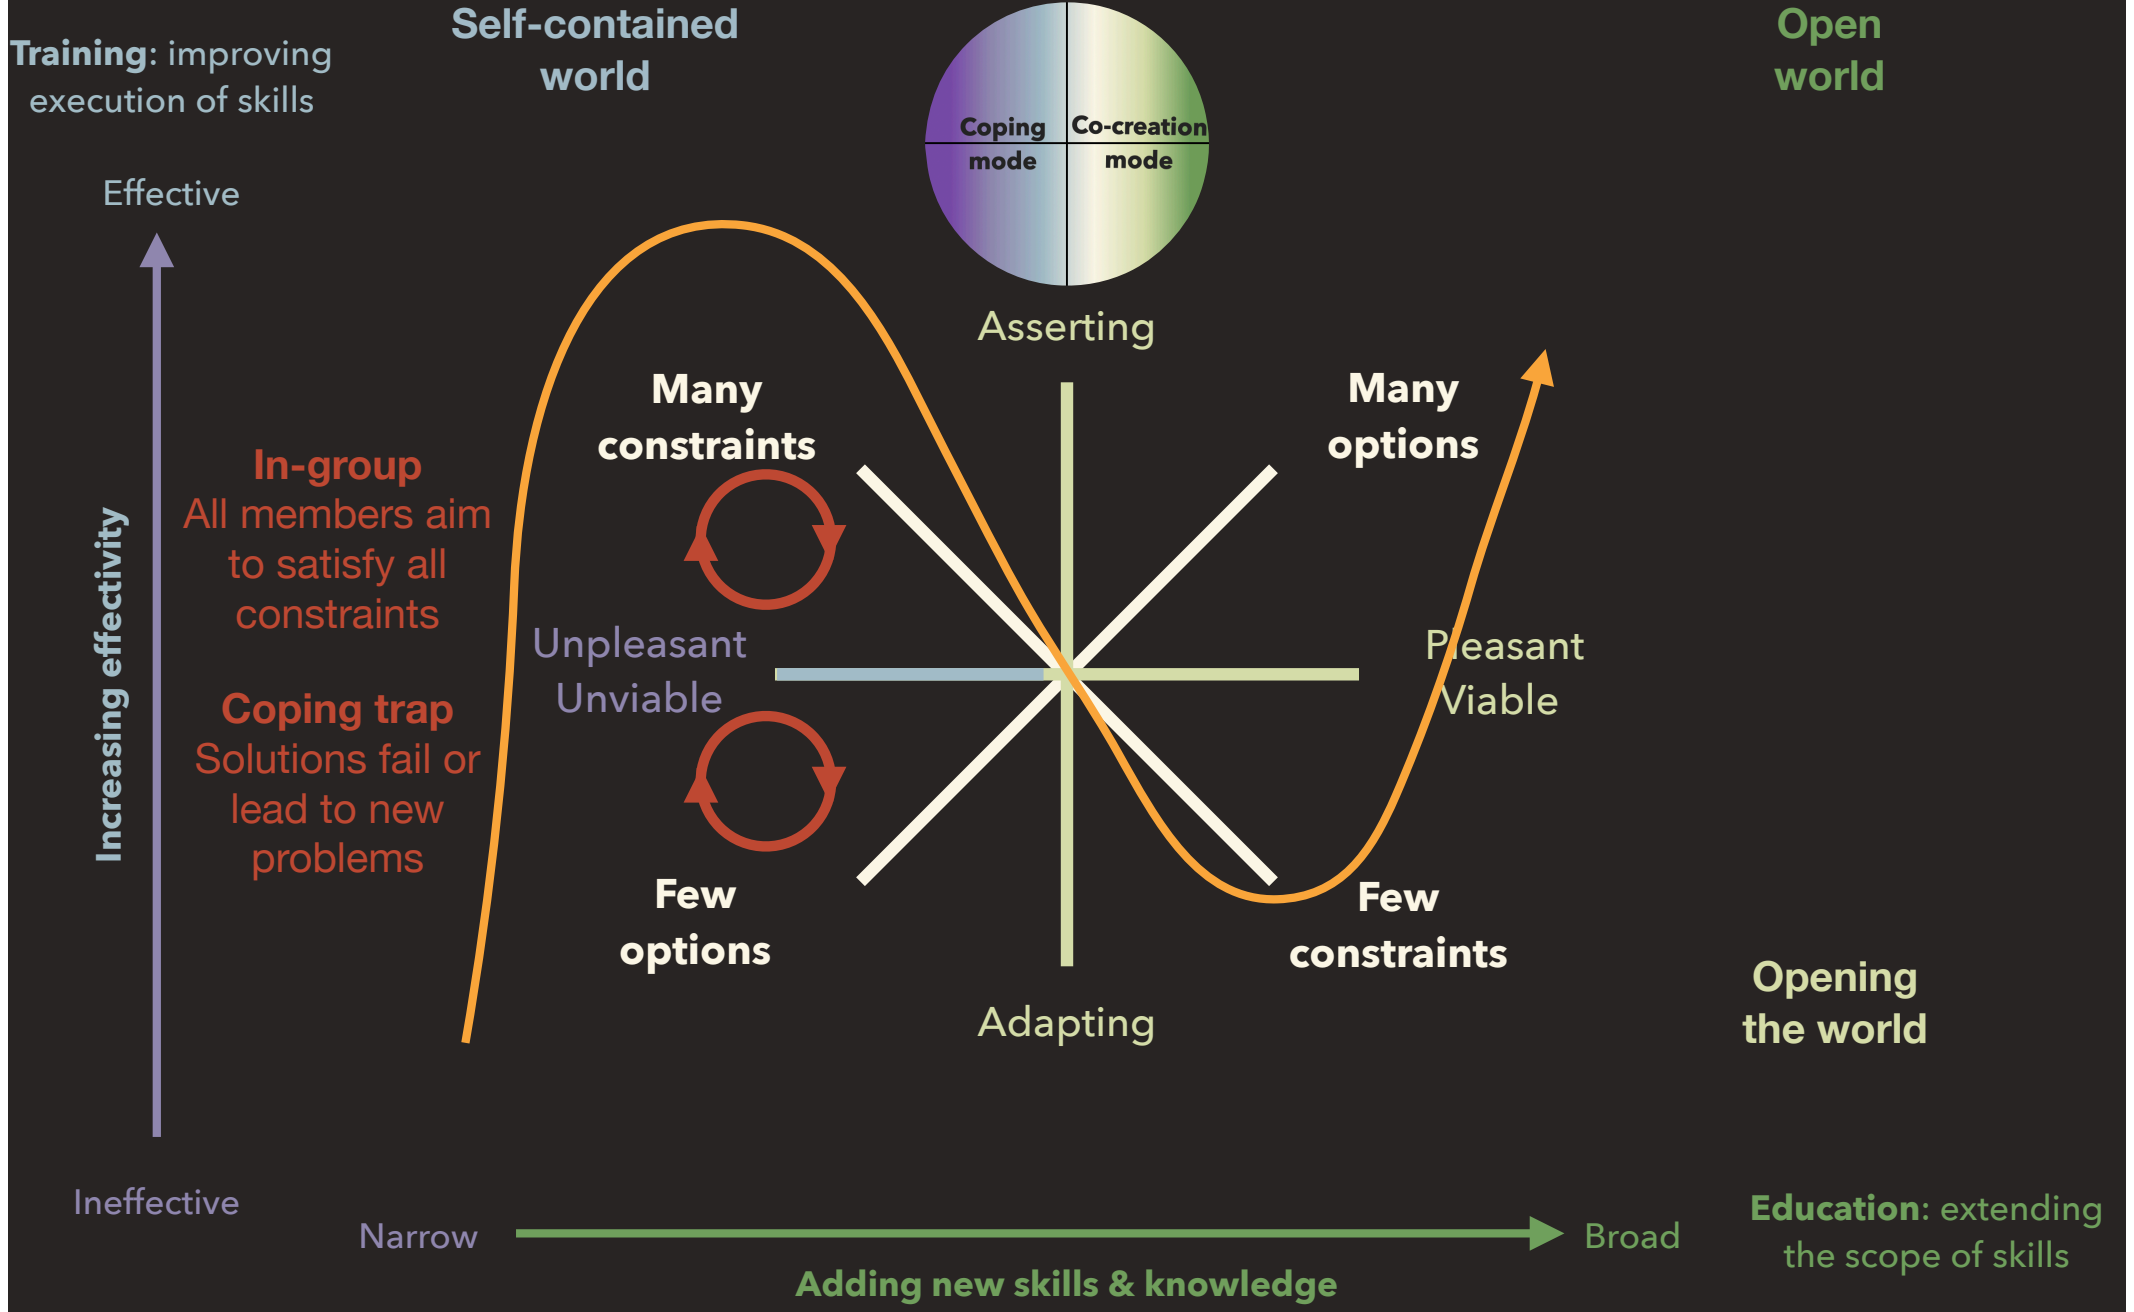 Training: improving
execution of skills
Self-contained
world
Open
world
Coping
mode
Co-creation
mode
Effective
Asserting
Many
constraints
Many
options
In-group
All members aim
to satisfy all
constraints
Increasing effectivity
Unpleasant
Unviable
Pleasant
Viable
Coping trap
Solutions fail or
lead to new
problems
Few
options
Few
constraints
Adapting
Opening
the world
Ineffective
Narrow
Broad
Adding new skills & knowledge
Education: extending
the scope of skills